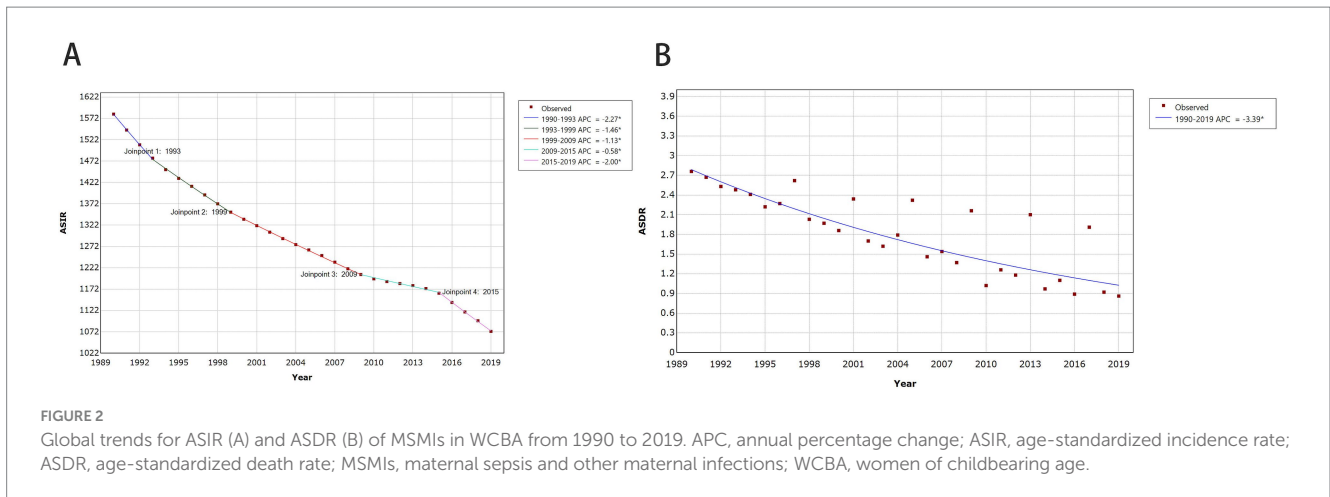 A
ASIR
1622
1572
1522
1472
1422
1372
1322
1272
1222
1172
1122
1072
1022
Joinpoint 1: 1993
Joinpoint 2: 1999
Joinpoint 3: 2009
Joinpoint 4: 2015
1989 1992 1995 1998 2001 2004 2007 2010 2013 2016 2019
Year
Observed
1990-1993 APC = -2.27*
1993-1999 APC = -1.46*
1999-2009 APC = -1.13*
2009-2015 APC = -0.58*
2015-2019 APC = -2.00*
B
ASDR
3.9
3.6
3.3
3
2.7
2.4
2.1
1.8
1.5
1.2
0.9
0.6
0.3
0
1989 1992 1995 1998 2001 2004 2007 2010 2013 2016 2019
Year
Observed
1990-2019 APC = -3.39*
FIGURE 2
Global trends for ASIR (A) and ASDR (B) of MSMIs in WCBA from 1990 to 2019. APC, annual percentage change; ASIR, age-standardized incidence rate;
ASDR, age-standardized death rate; MSMIs, maternal sepsis and other maternal infections; WCBA, women of childbearing age.